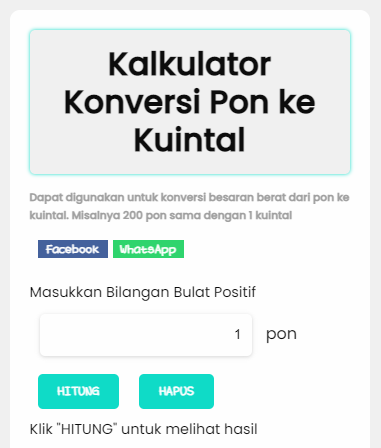 Kalkulator
Konversi Pon ke
Kuintal
Dapat digunakan untuk konversi besaran berat dari pon ke
kuintal. Misalnya 200 pon sama dengan 1 kuintal
Facebook WhatsApp
Masukkan Bilangan Bulat Positif
1 pon
HITUNG HAPUS
Klik "HITUNG" untuk melihat hasil